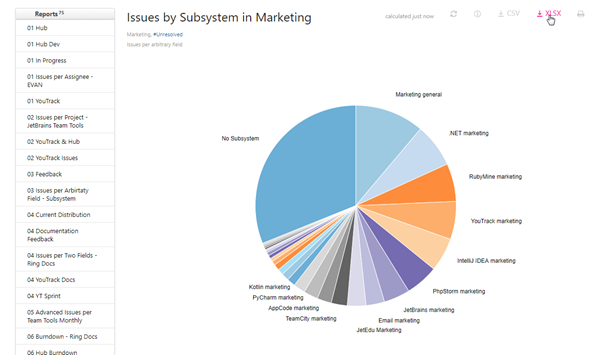 Reports 75
01 Hub
01 Hub Dev
01 In Progress
01 Issues per Assignee -
EVAN
01 YouTrack
02 Issues per Project -
JetBrains Team Tools
02 YouTrack & Hub
02 YouTrack Issues
03 Feedback
03 Issues per Arbirtaty
Field - Subsystem
04 Current Distribution
04 Documentation
Feedback
04 Issues per Two Fields -
Ring Docs
04 YouTrack Docs
04 YT Sprint
05 Advanced Issues per
Team Tools Monthly
06 Burndown - Ring Docs
06 Hub Burndown
Issues by Subsystem in Marketing
calculated just now
CSV
XLSX
Marketing, #Unresolved
Issues per arbitrary field
Marketing general
.NET marketing
RubyMine marketing
YouTrack marketing
IntelliJ IDEA marketing
PhpStorm marketing
JetBrains marketing
Email marketing
JetEdu Marketing
TeamCity marketing
AppCode marketing
PyCharm marketing
Kotlin marketing
No Subsystem